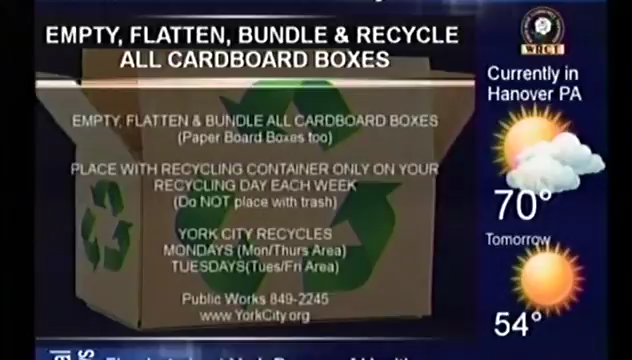 EMPTY, FLATTEN, BUNDLE & RECYCLE
ALL CARDBOARD BOXES
EMPTY, FLATTEN & BUNDLE ALL CARDBOARD BOXES
(Paper Board Boxes too)
PLACE WITH RECYCLING CONTAINER ONLY ON YOUR
RECYCLING DAY EACH WEEK
(Do NOT place with trash)
YORK CITY RECYCLES
MONDAYS (Mon/Thurs Area)
TUESDAYS(Tues/Fri Area)
Public Works 849-2245
www.YorkCity.org
WRCT
Currently in
Hanover PA
70°
Tomorrow
54°